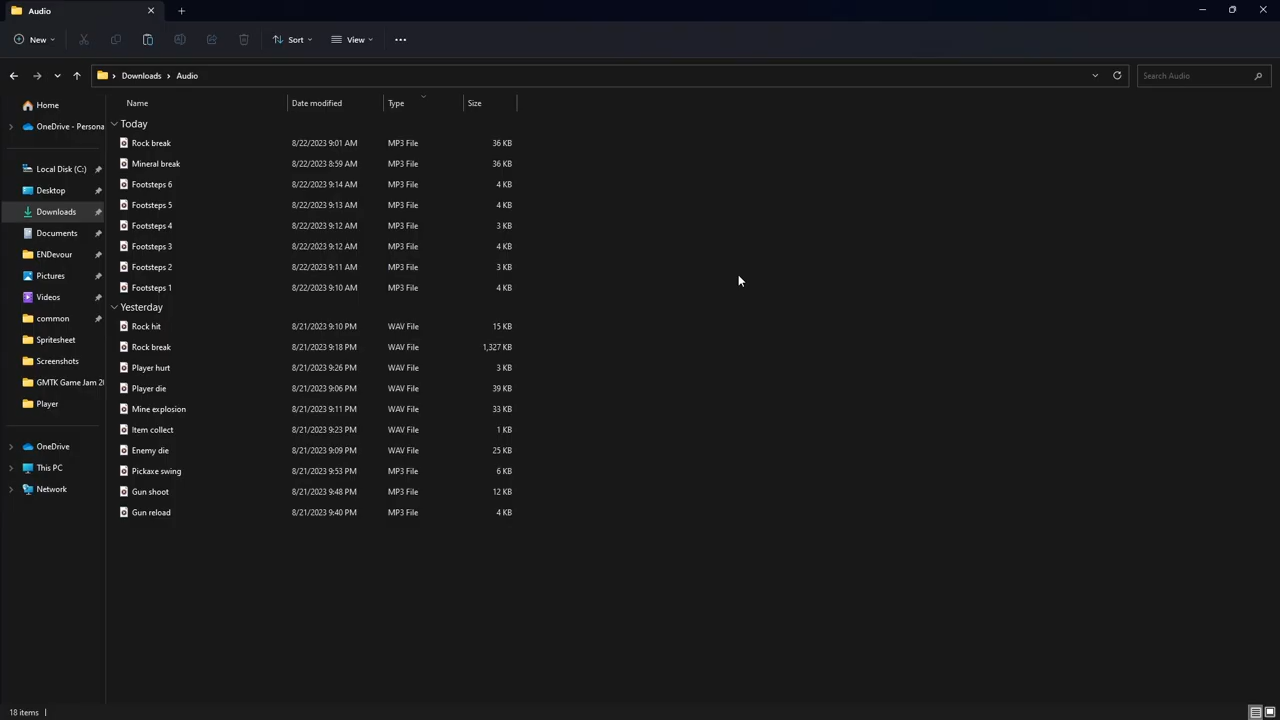 Audio
New
Sort
View
Downloads
Audio
Search Audio
Home
OneDrive - Persona
Local Disk (C:)
Desktop
Downloads
Documents
ENDevour
Pictures
Videos
common
Spritesheet
Screenshots
GMTK Game Jam 20
Player
OneDrive
This PC
Network
Name Date modified Type Size
Today
Rock break 8/22/2023 9:01 AM MP3 File 36 KB
Mineral break 8/22/2023 8:59 AM MP3 File 36 KB
Footsteps 6 8/22/2023 9:14 AM MP3 File 4 KB
Footsteps 5 8/22/2023 9:13 AM MP3 File 4 KB
Footsteps 4 8/22/2023 9:12 AM MP3 File 3 KB
Footsteps 3 8/22/2023 9:12 AM MP3 File 4 KB
Footsteps 2 8/22/2023 9:11 AM MP3 File 3 KB
Footsteps 1 8/22/2023 9:10 AM MP3 File 4 KB
Yesterday
Rock hit 8/21/2023 9:10 PM WAV File 15 KB
Rock break 8/21/2023 9:18 PM WAV File 1,327 KB
Player hurt 8/21/2023 9:26 PM WAV File 3 KB
Player die 8/21/2023 9:06 PM WAV File 39 KB
Mine explosion 8/21/2023 9:11 PM WAV File 33 KB
Item collect 8/21/2023 9:23 PM WAV File 1 KB
Enemy die 8/21/2023 9:09 PM WAV File 25 KB
Pickaxe swing 8/21/2023 9:53 PM MP3 File 6 KB
Gun shoot 8/21/2023 9:48 PM MP3 File 12 KB
Gun reload 8/21/2023 9:40 PM MP3 File 4 KB
18 items